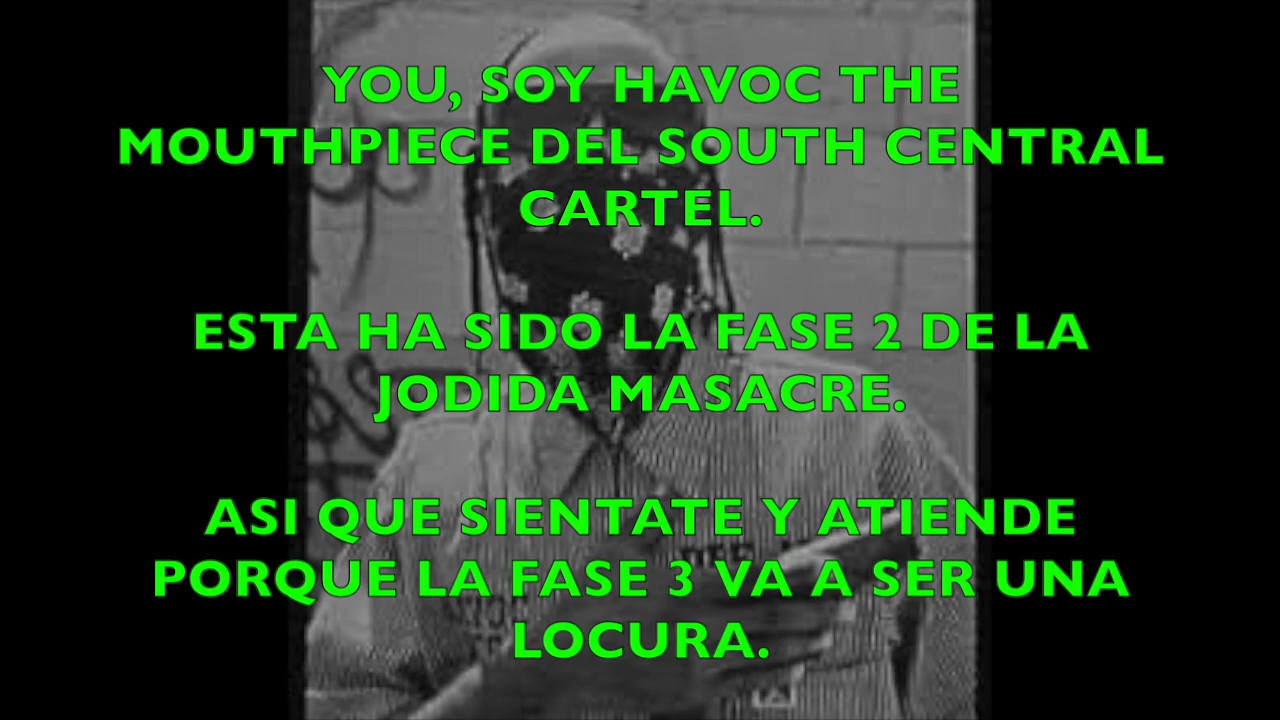 YOU, SOY HAVOC THE
MOUTHPIECE DEL SOUTH CENTRAL
CARTEL.
ESTA HA SIDO LA FASE 2 DE LA
JODIDA MASACRE.
ASI QUE SIENTATE Y ATIENDE
PORQUE LA FASE 3 VA A SER UNA
LOCURA.